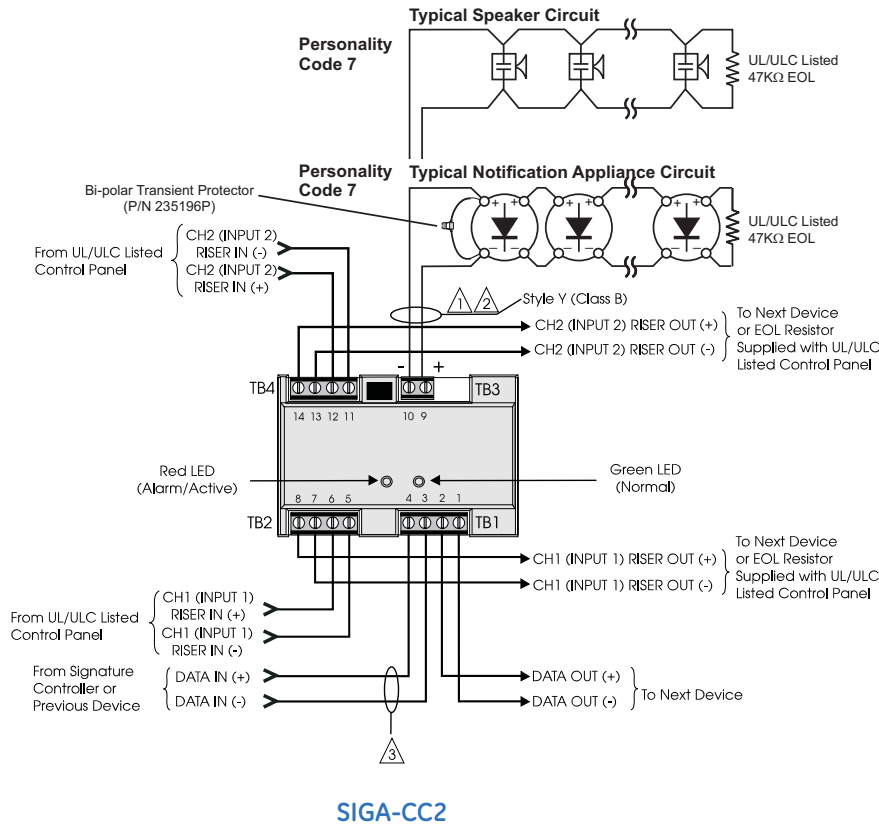 Typical Speaker Circuit
Personality
Code 7
UL/ULC Listed
47KΩ EOL
Personality
Code 7
Typical Notification Appliance Circuit
Bi-polar Transient Protector
(P/N 235196P)
+ +
+ +
+ +
– –
– –
– –
UL/ULC Listed
47KΩ EOL
From UL/ULC Listed
Control Panel
CH2 (INPUT 2)
RISER IN (-)
CH2 (INPUT 2)
RISER IN (+)
1
2
Style Y (Class B)
CH2 (INPUT 2) RISER OUT (+)
CH2 (INPUT 2) RISER OUT (-)
To Next Device
or EOL Resistor
Supplied with UL/ULC
Listed Control Panel
- +
TB4
TB3
14 13 12 11
10 9
Red LED
(Alarm/Active)
Green LED
(Normal)
8 7 6 5
4 3 2 1
TB2
TB1
CH1 (INPUT 1) RISER OUT (+)
CH1 (INPUT 1) RISER OUT (-)
To Next Device
or EOL Resistor
Supplied with UL/ULC
Listed Control Panel
From UL/ULC Listed
Control Panel
CH1 (INPUT 1)
RISER IN (+)
CH1 (INPUT 1)
RISER IN (-)
From Signature
Controller or
Previous Device
DATA IN (+)
DATA IN (-)
DATA OUT (+)
DATA OUT (-)
To Next Device
3
SIGA-CC2